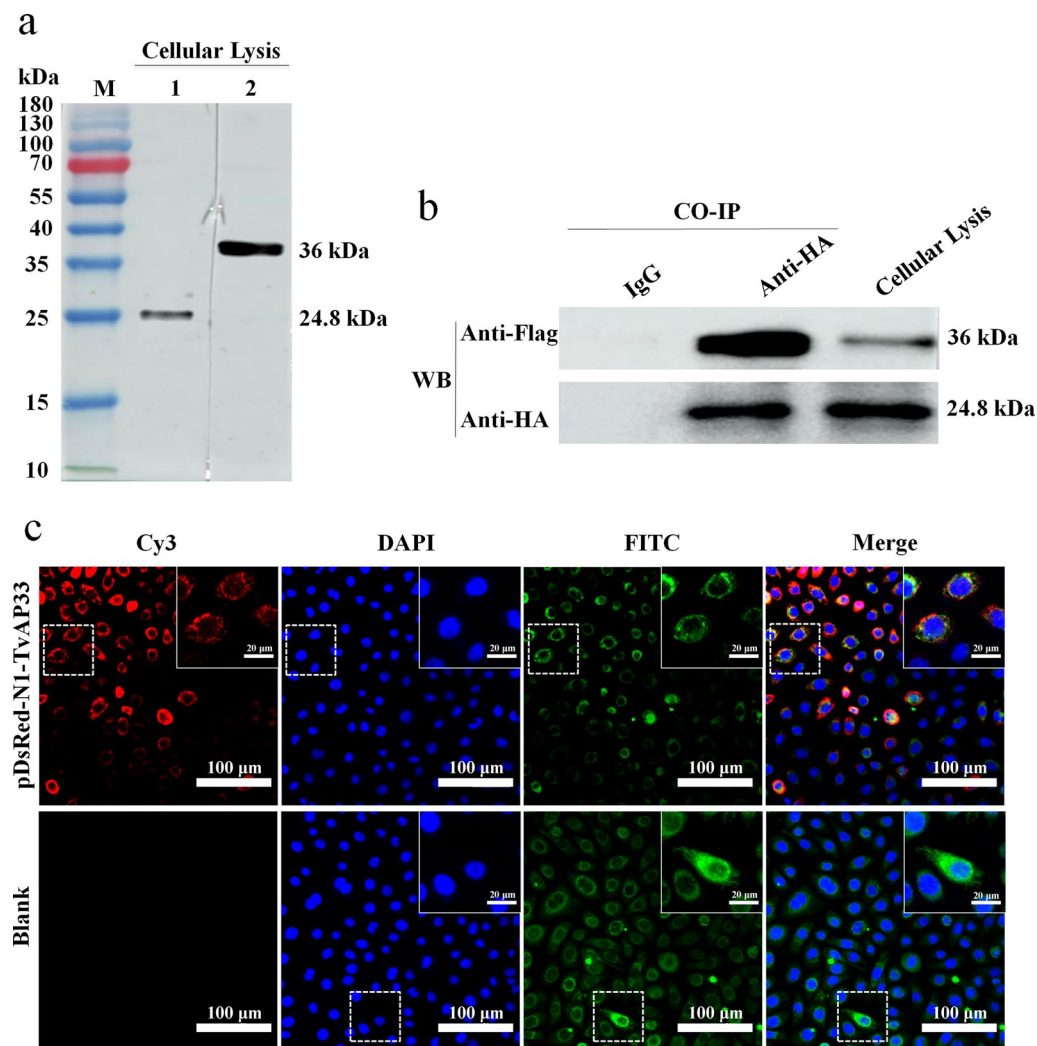 a
Cellular Lysis
kDa M 1 2
180
130
100
70
55
40
35
25
15
10
36 kDa
24.8 kDa
b
CO-IP
IgG Anti-HA Cellular Lysis
WB
Anti-Flag 36 kDa
Anti-HA 24.8 kDa
c
Cy3 DAPI FITC Merge
pDsRed-N1-TvAP33
20 μm 20 μm 20 μm 20 μm
100 μm 100 μm 100 μm 100 μm
Blank
20 μm 20 μm 20 μm
100 μm 100 μm 100 μm 100 μm